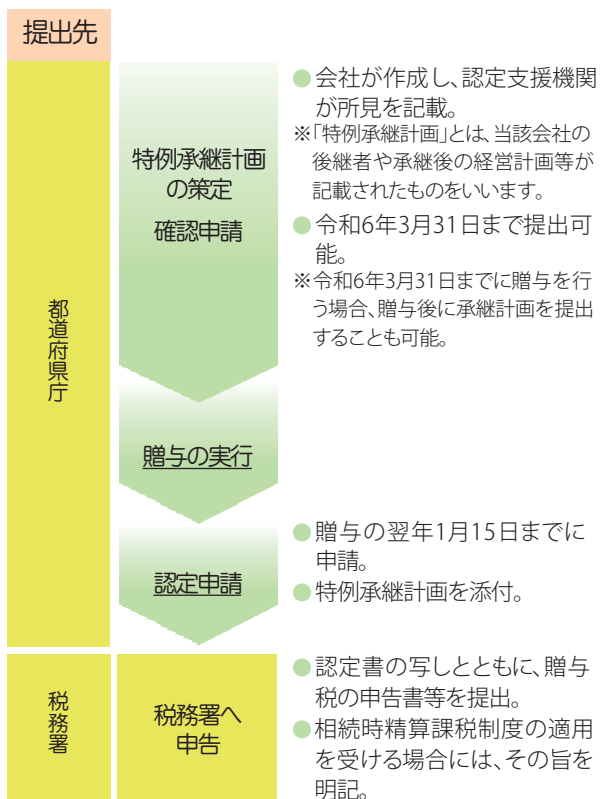 提出先
都道府県庁
特例承継計画
の策定
確認申請
●会社が作成し、認定支援機関
が所見を記載。
※「特例承継計画」とは、当該会社の
後継者や承継後の経営計画等が
記載されたものをいいます。
●令和6年3月31日まで提出可
能。
※令和6年3月31日までに贈与を行
う場合、贈与後に承継計画を提出
することも可能。
贈与の実行
認定申請
●贈与の翌年1月15日までに
申請。
●特例承継計画を添付。
税務署
税務署へ
申告
●認定書の写しとともに、贈与
税の申告書等を提出。
●相続時精算課税制度の適用
を受ける場合には、その旨を
明記。